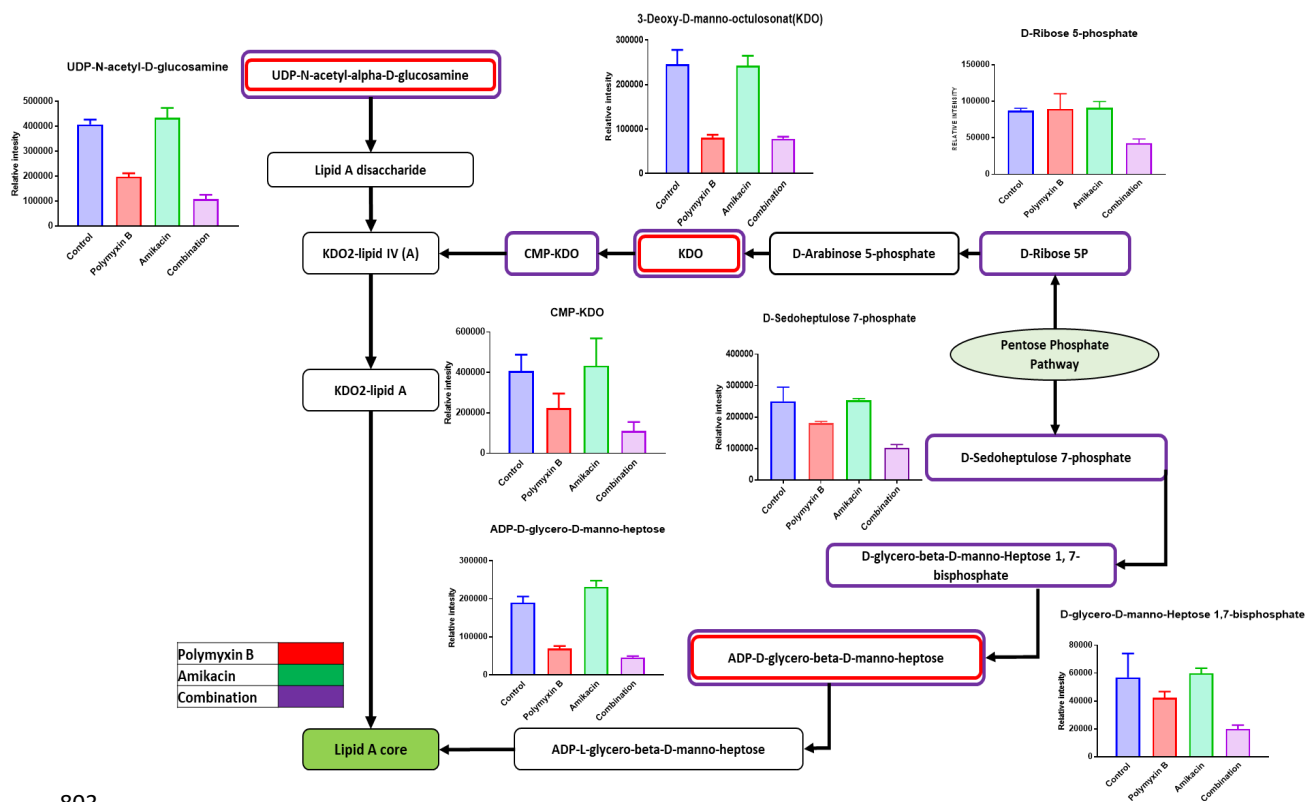 3-Deoxy-D-manno-octulosonat(KDO)
300000
200000
100000
0
Relative intesity
Control
Polymyxin B
Amikacin
Combination
D-Ribose 5-phosphate
150000
100000
50000
0
RELATIVE INTENSITY
Control
Polymyxin B
Amikacin
Combination
UDP-N-acetyl-D-glucosamine
500000
400000
300000
200000
100000
0
Relative intesity
Control
Polymyxin B
Amikacin
Combination
UDP-N-acetyl-alpha-D-glucosamine
Lipid A disaccharide
KDO2-lipid IV (A)
CMP-KDO
KDO
D-Arabinose 5-phosphate
D-Ribose 5P
CMP-KDO
600000
400000
200000
0
Relative intesity
Control
Polymyxin B
Amikacin
Combination
D-Sedoheptulose 7-phosphate
400000
300000
200000
100000
0
Relative intesity
Control
Polymyxin B
Amikacin
Combination
Pentose Phosphate
Pathway
KDO2-lipid A
D-Sedoheptulose 7-phosphate
ADP-D-glycero-D-manno-heptose
300000
200000
100000
0
Relative intesity
Control
Polymyxin B
Amikacin
Combination
D-glycero-beta-D-manno-Heptose 1, 7-
bisphosphate
D-glycero-D-manno-Heptose 1,7-bisphosphate
80000
60000
40000
20000
0
Relative intesity
Control
Polymyxin B
Amikacin
Combination
ADP-D-glycero-beta-D-manno-heptose
Polymyxin B
Amikacin
Combination
Lipid A core
ADP-L-glycero-beta-D-manno-heptose